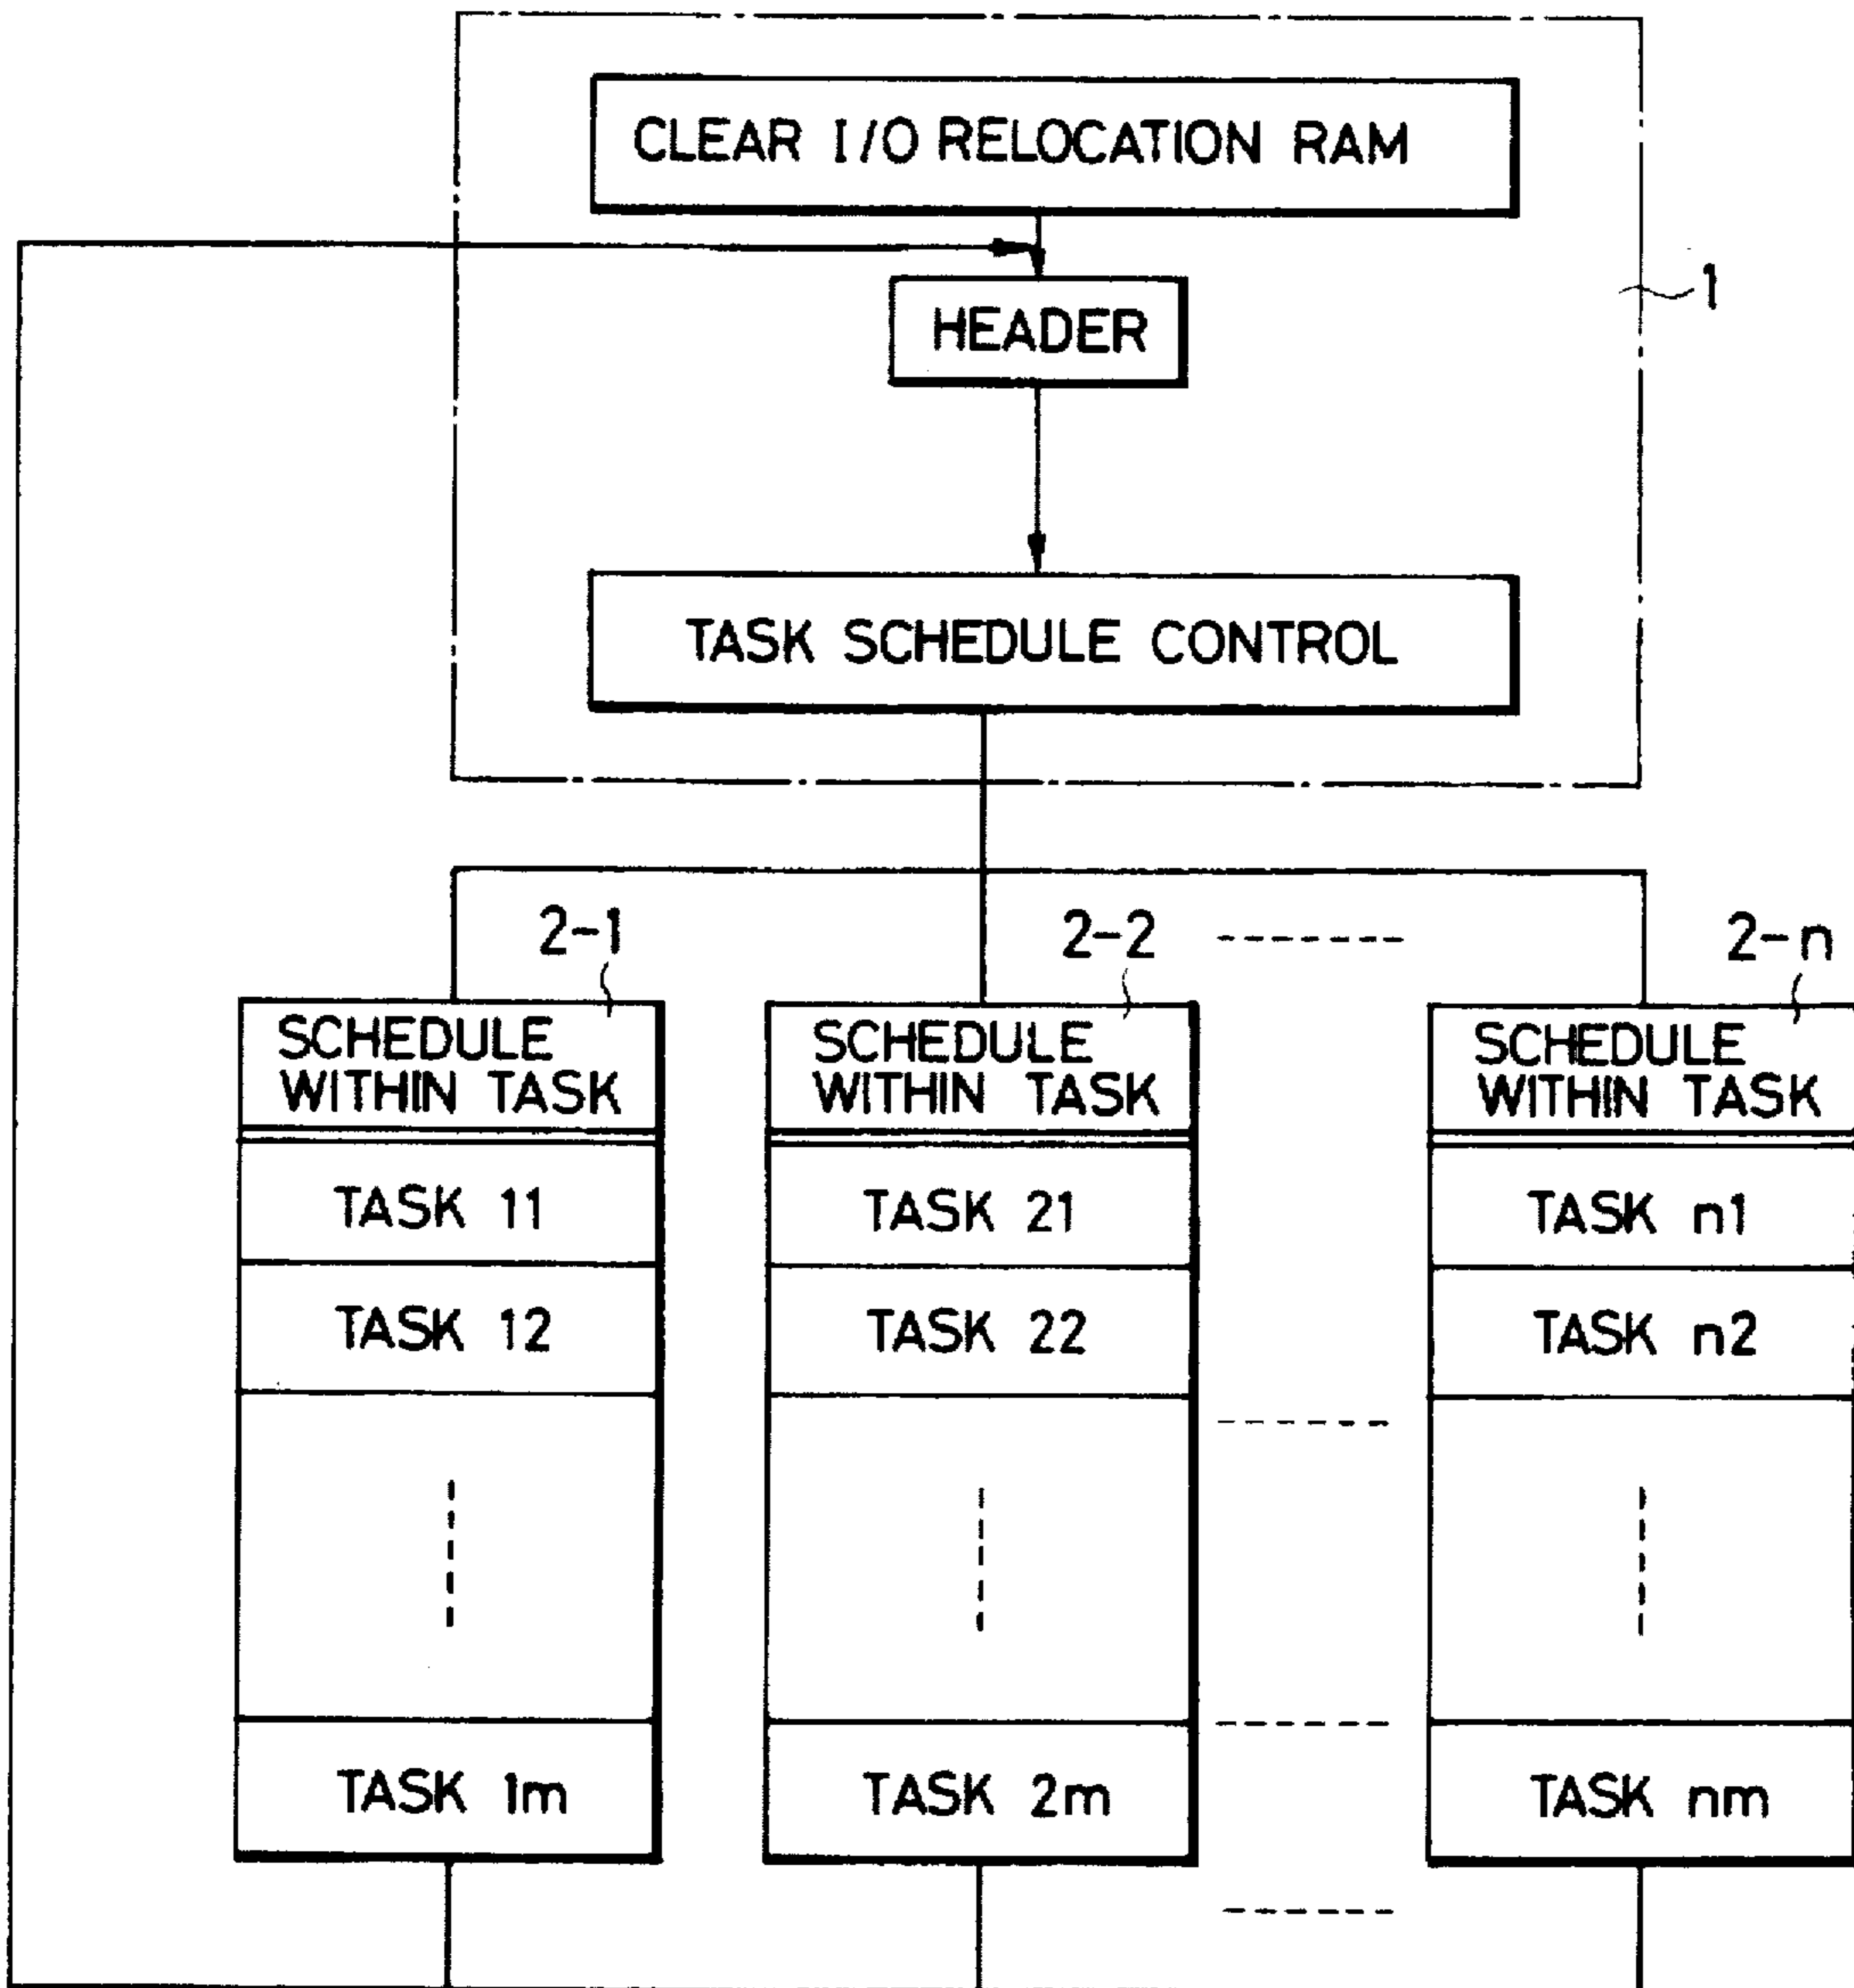 CLEAR I/O RELOCATION RAM
HEADER
1
TASK SCHEDULE CONTROL
2-1
2-2
2-n
SCHEDULE
WITHIN TASK
TASK 11
TASK 12
TASK 1m
SCHEDULE
WITHIN TASK
TASK 21
TASK 22
TASK 2m
SCHEDULE
WITHIN TASK
TASK n1
TASK n2
TASK nm